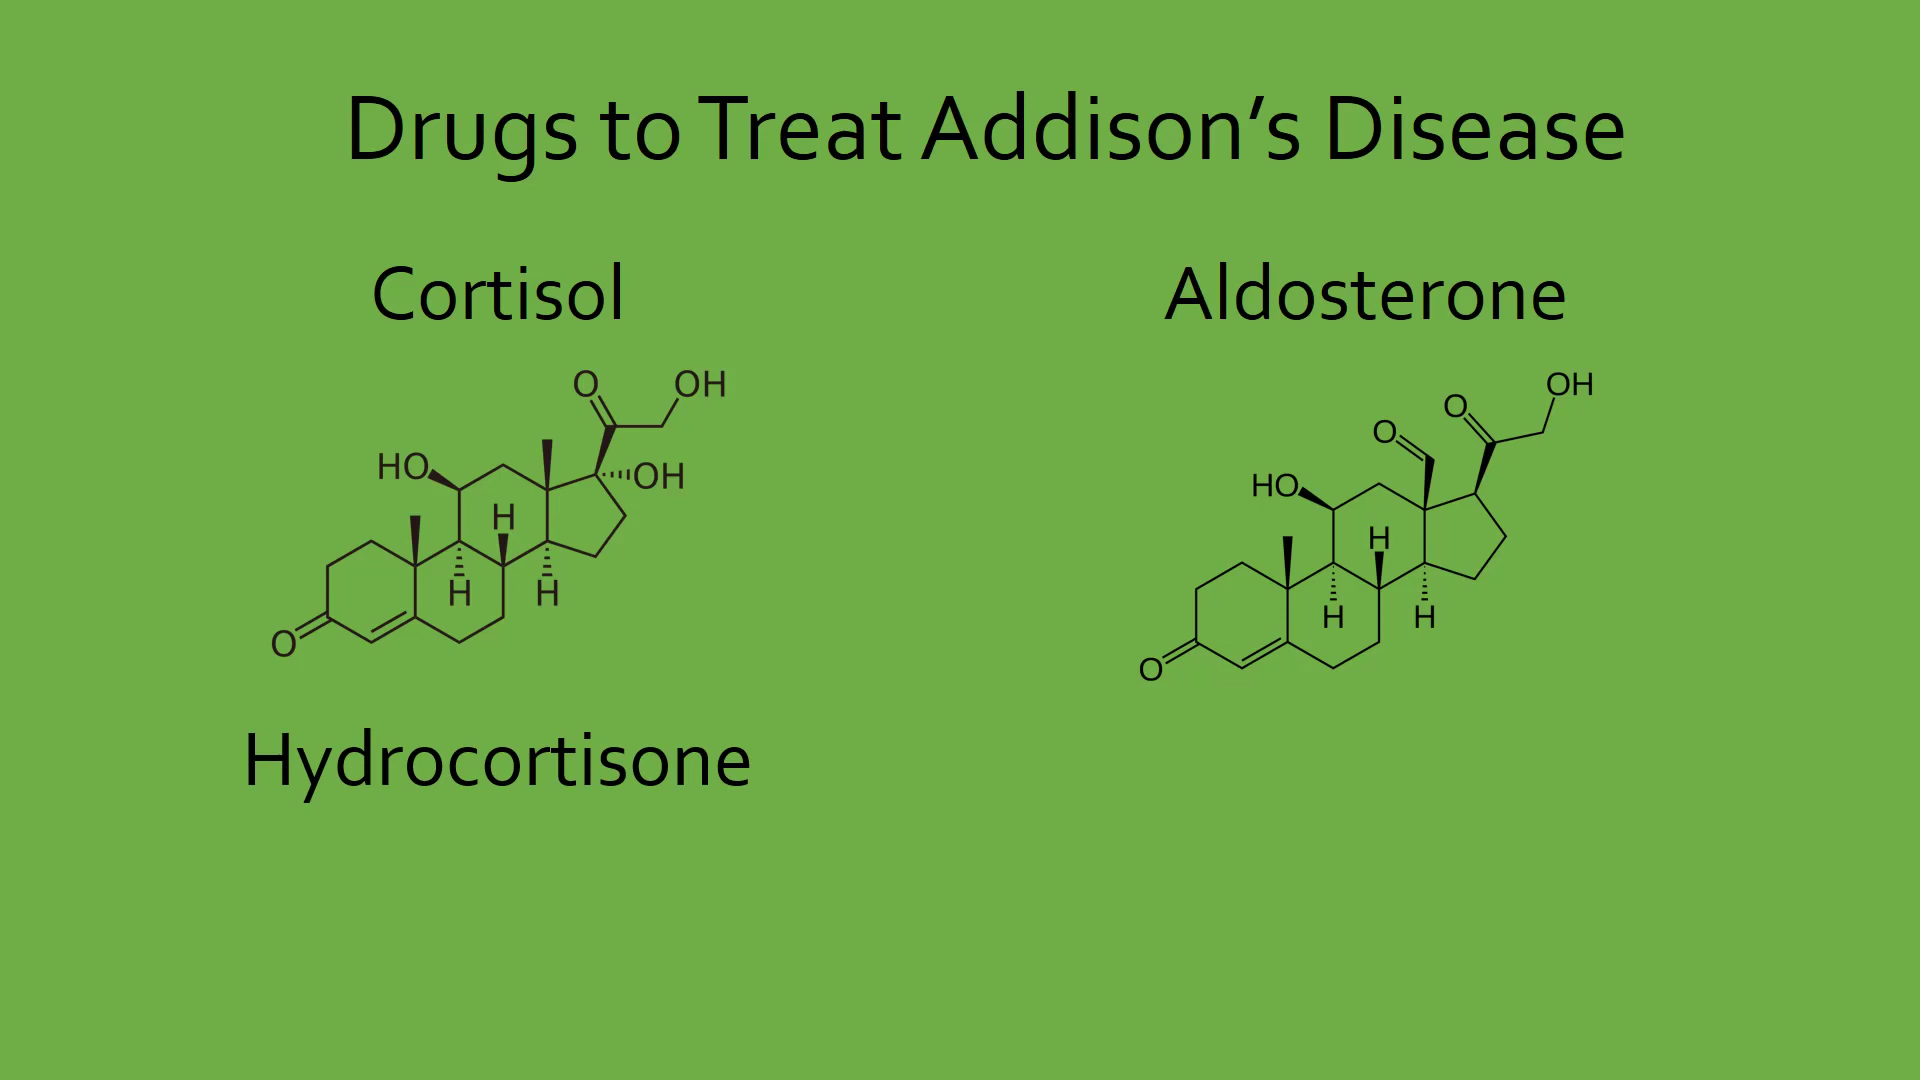 Drugs to Treat Addison’s Disease
Cortisol
Aldosterone
O
OH
HO
OH
H
H
H
O
OH
O
O
HO
H
H
H
O
Hydrocortisone